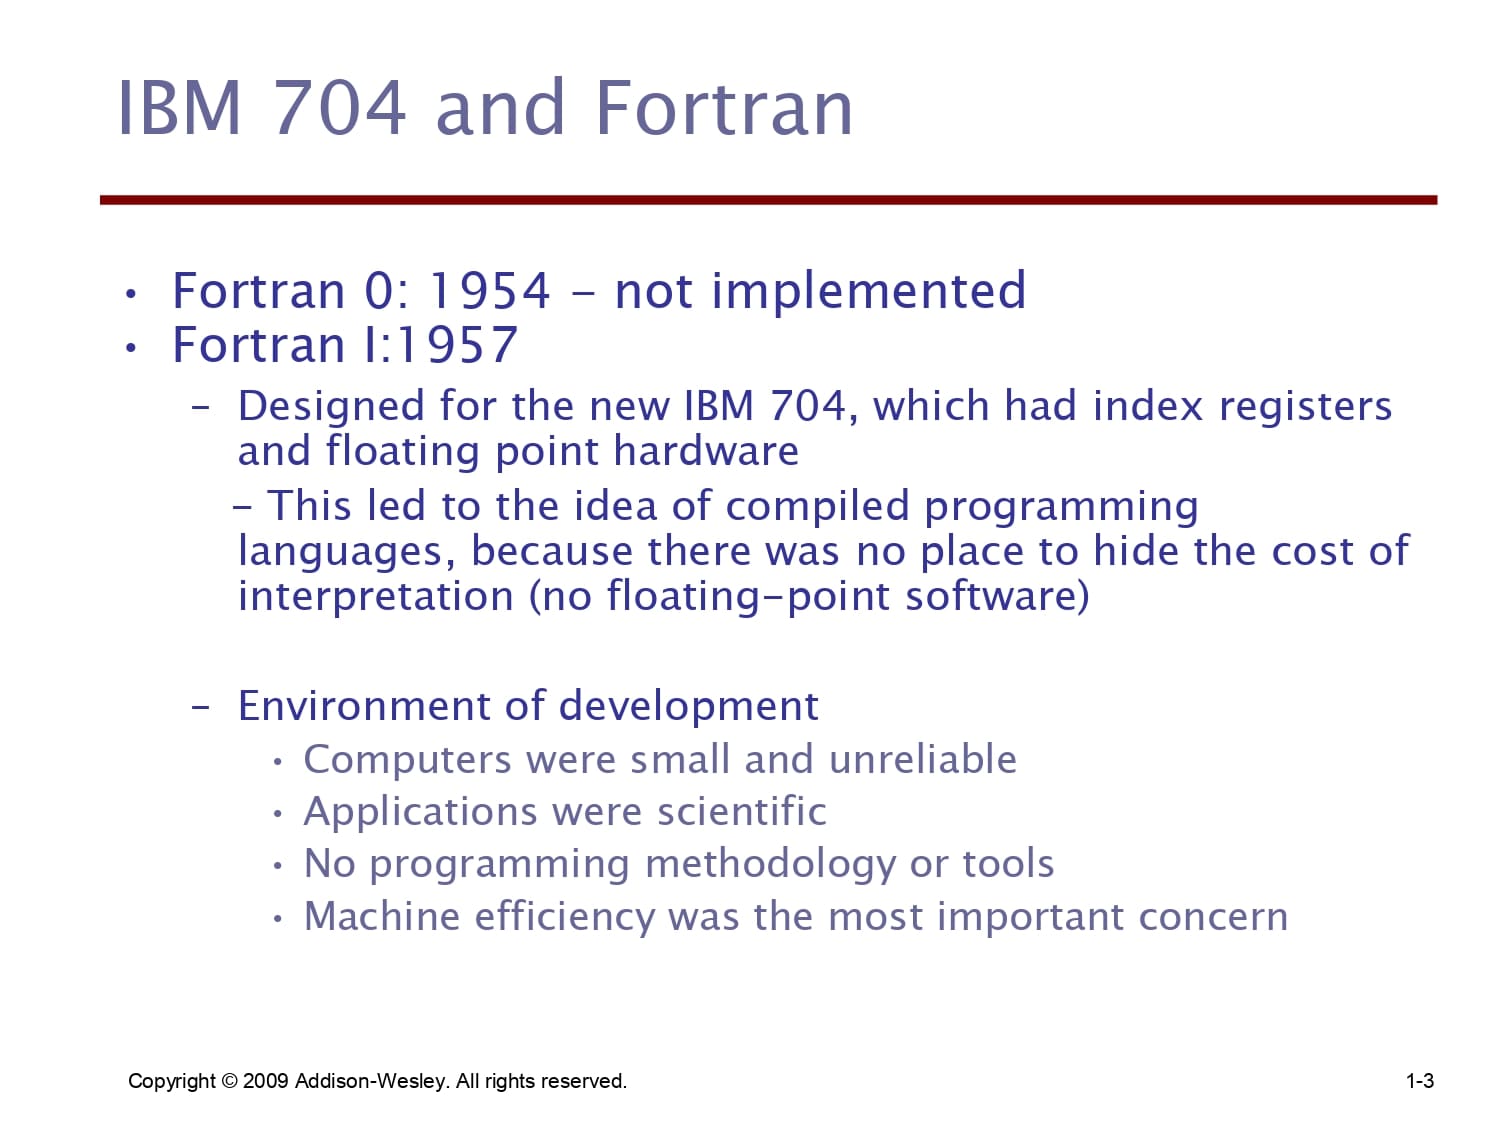 IBM 704 and Fortran
• Fortran 0: 1954 – not implemented
• Fortran I:1957
– Designed for the new IBM 704, which had index registers
and floating point hardware
– This led to the idea of compiled programming
languages, because there was no place to hide the cost of
interpretation (no floating-point software)
– Environment of development
• Computers were small and unreliable
• Applications were scientific
• No programming methodology or tools
• Machine efficiency was the most important concern
Copyright © 2009 Addison-Wesley. All rights reserved. 1-3